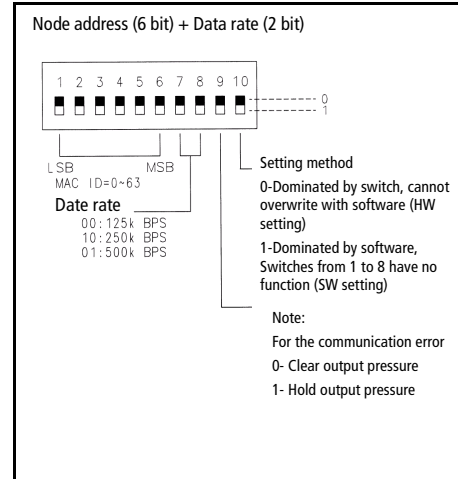 Node address (6 bit) + Data rate (2 bit)
1 2 3 4 5 6 7 8 9 10
0
1
LSB MSB
MAC ID=0~63
Date rate
00:125k BPS
10:250k BPS
01:500k BPS
Setting method
0-Dominated by switch, cannot
overwrite with software (HW
setting)
1-Dominated by software,
Switches from 1 to 8 have no
function (SW setting)
Note:
For the communication error
0- Clear output pressure
1- Hold output pressure